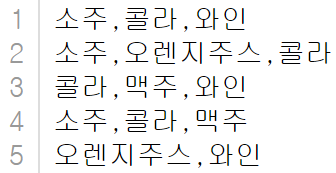 1 소주,콜라,와인
2 소주,오렌지주스,콜라
3 콜라,맥주,와인
4 소주,콜라,맥주
5 오렌지주스,와인